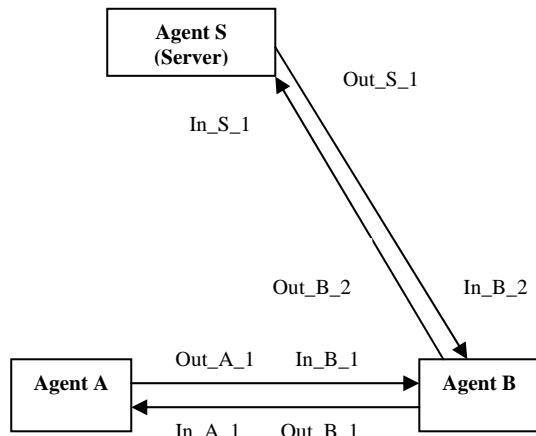 Agent S
(Server)
Out_S_1
In_S_1
Out_B_2
In_B_2
Out_A_1
In_B_1
Agent A
Agent B
In_A_1
Out_B_1